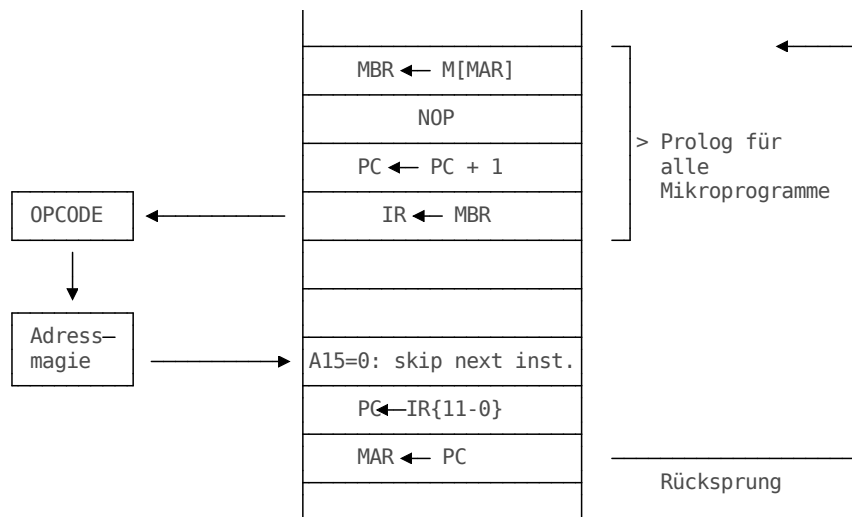 MBR ← M[MAR]
NOP
PC ← PC + 1
> Prolog für
alle
Mikroprogramme
OPCODE
IR ← MBR
Adress–
magie
A15=0: skip next inst.
PC←IR{11-0}
MAR ← PC
Rücksprung